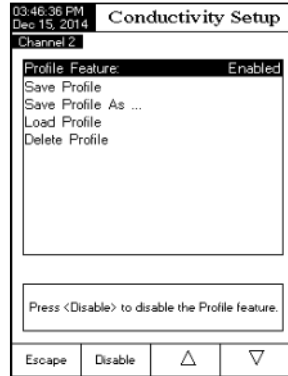 03:46:36 PM
Dec 15, 2014
Conductivity Setup
Channel 2
Profile Feature: Enabled
Save Profile
Save Profile As ...
Load Profile
Delete Profile
Press <Disable> to disable the Profile feature.
Escape Disable △ ▽